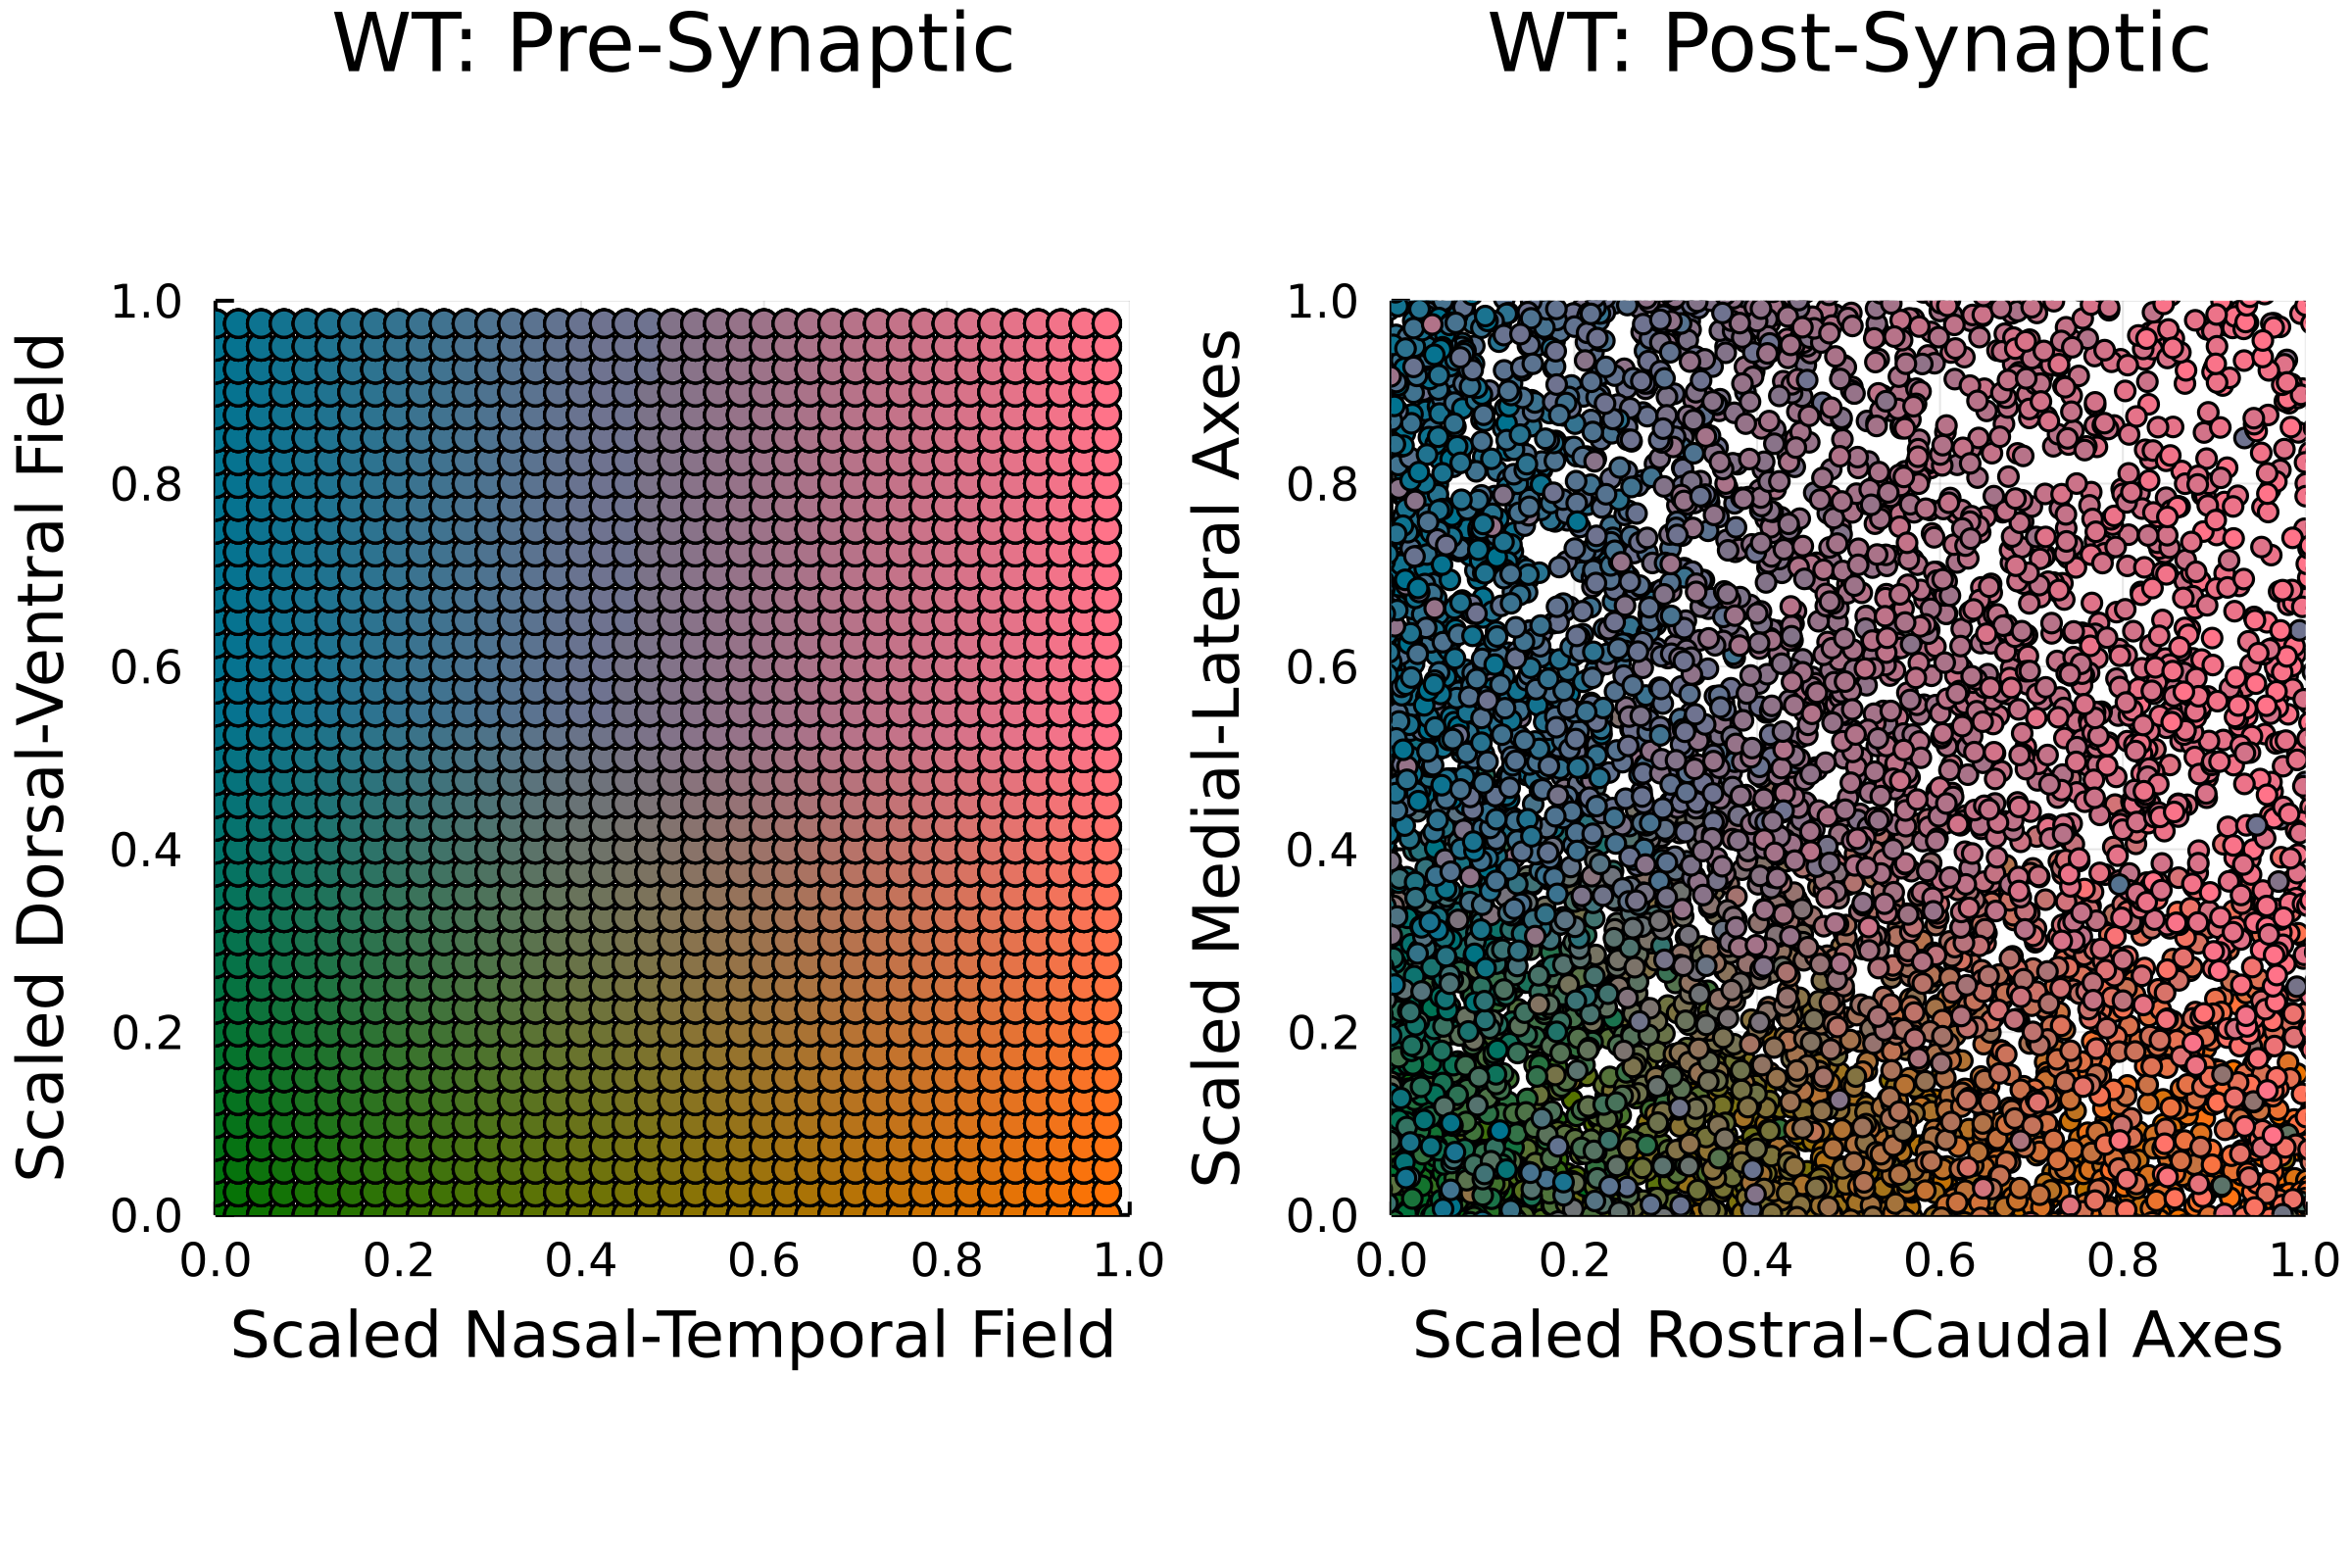 WT: Pre-Synaptic
WT: Post-Synaptic
Scaled Dorsal-Ventral Field
1.0
0.8
0.6
0.4
0.2
0.0
0.0 0.2 0.4 0.6 0.8 1.0
Scaled Nasal-Temporal Field
Scaled Medial-Lateral Axes
1.0
0.8
0.6
0.4
0.2
0.0
0.0 0.2 0.4 0.6 0.8 1.0
Scaled Rostral-Caudal Axes